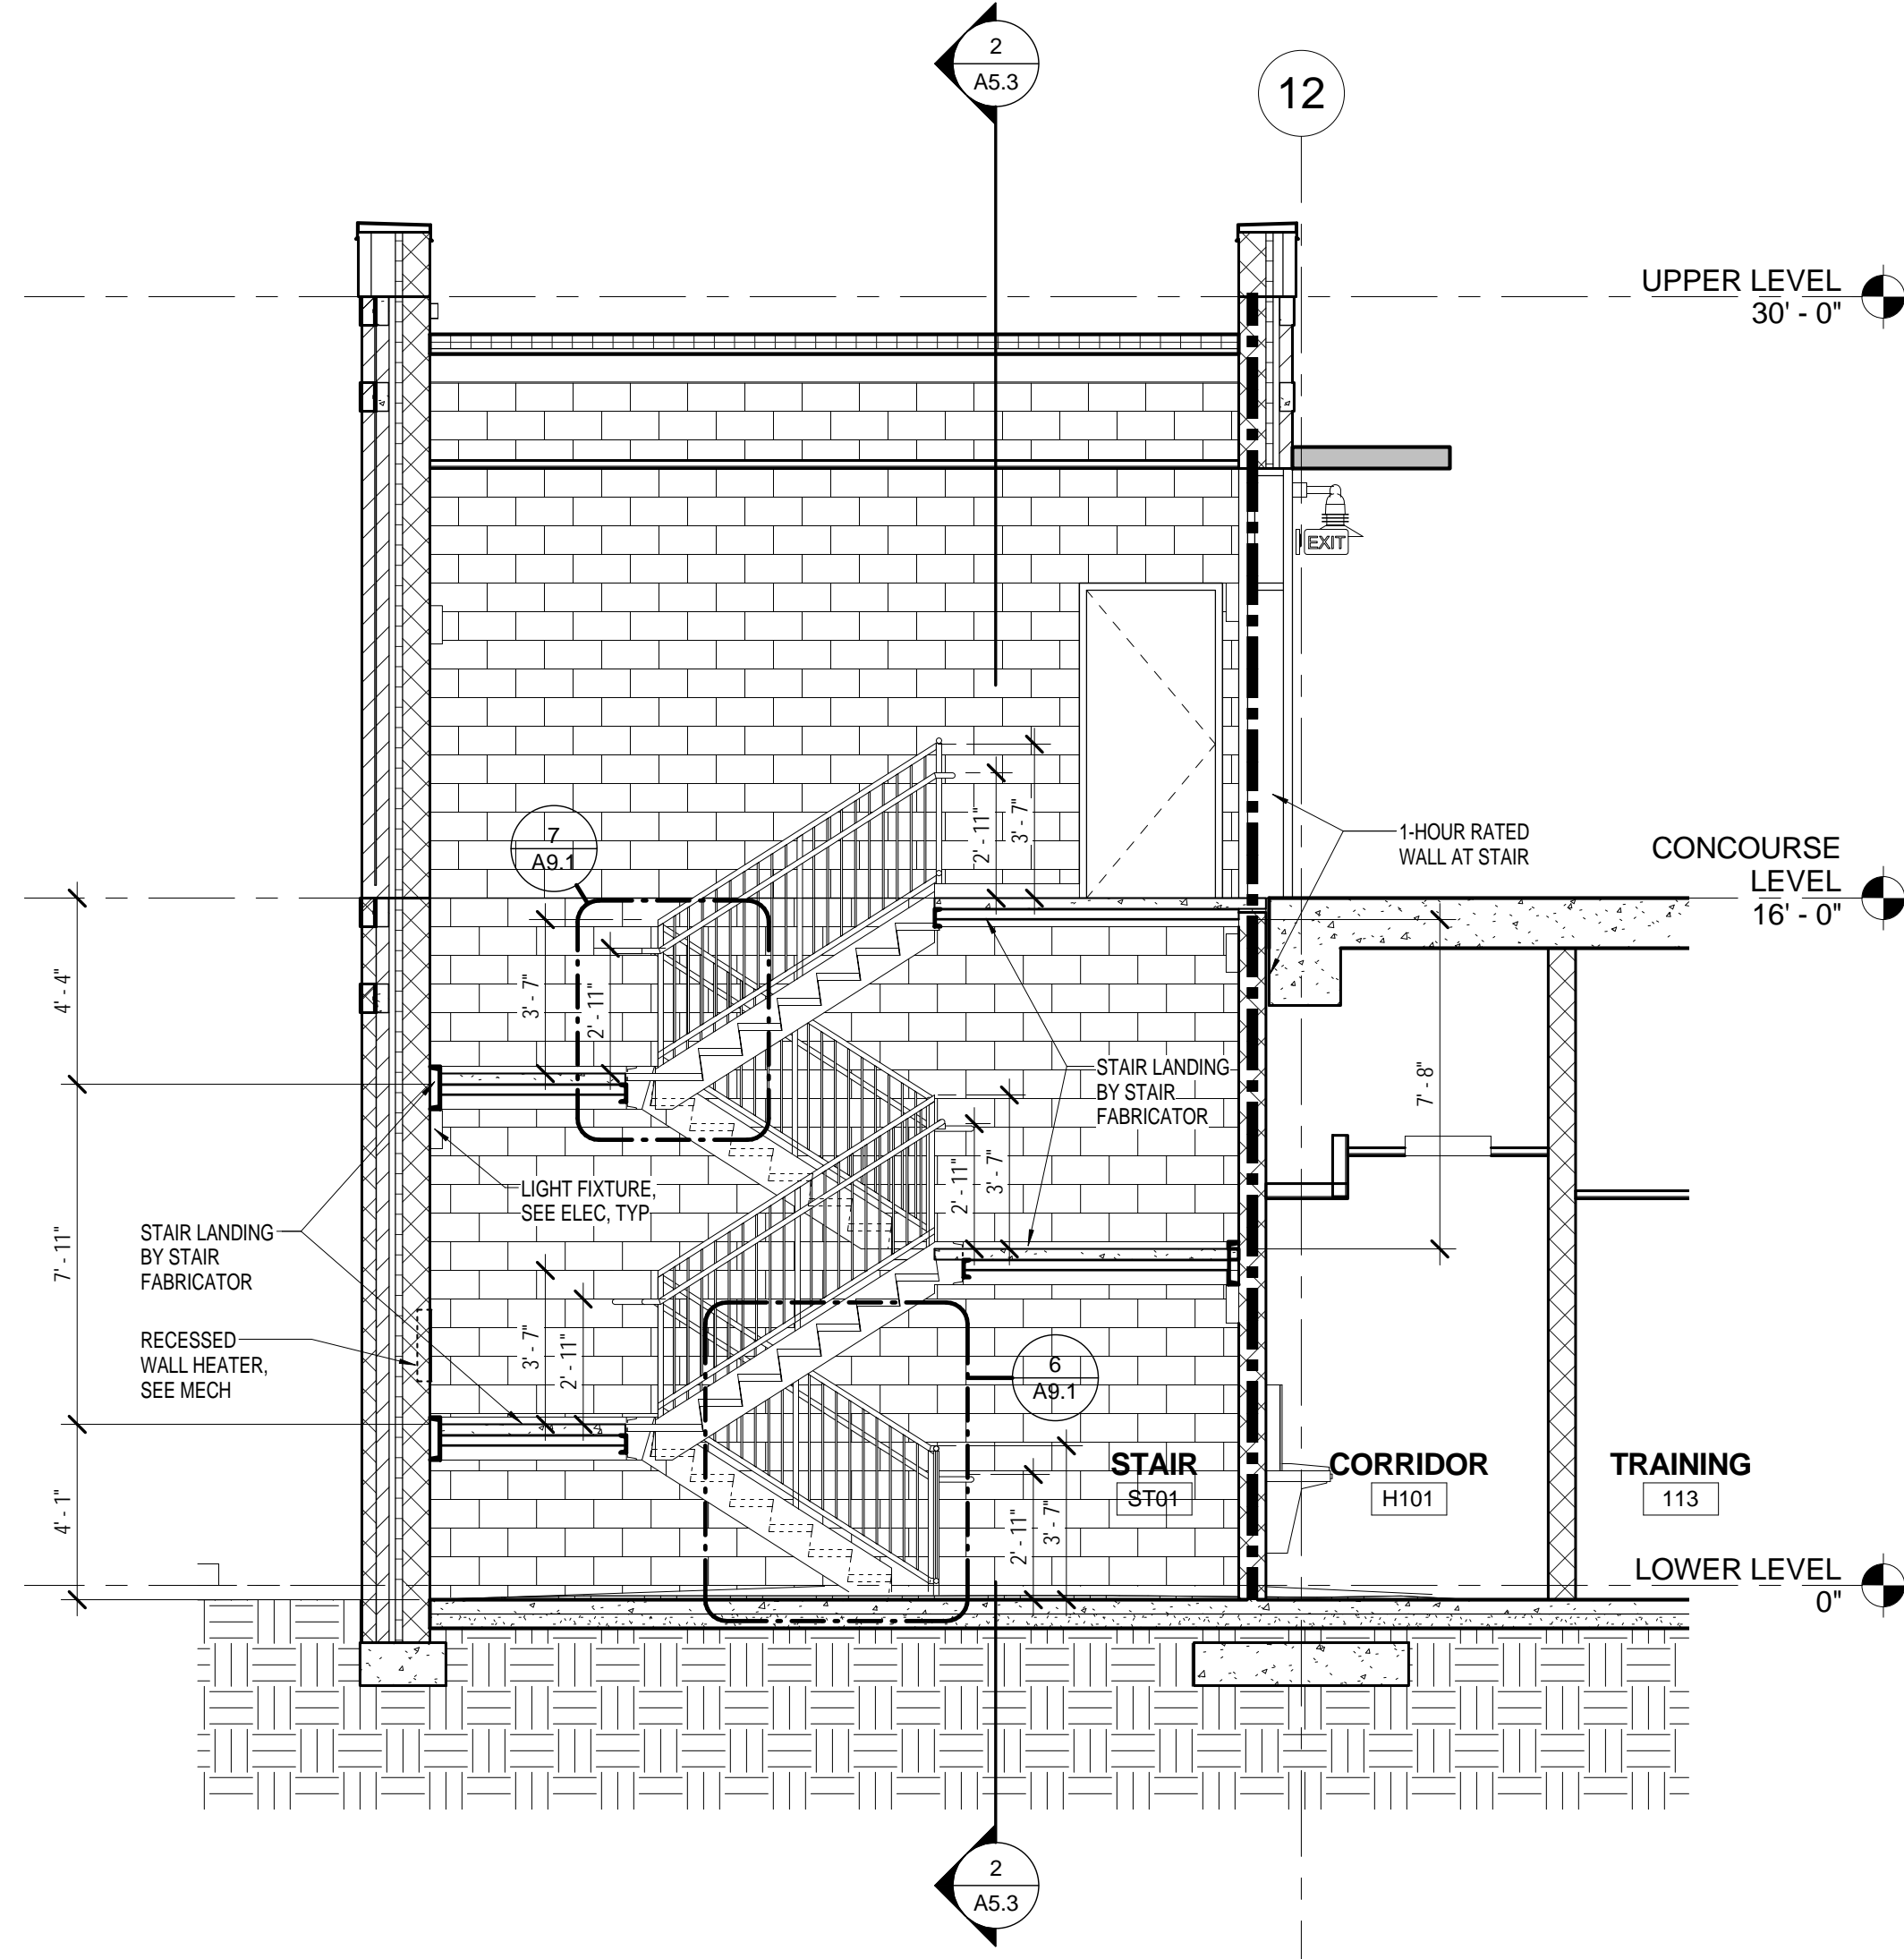 2
A5.3
12
UPPER LEVEL
30' - 0"
EXIT
2' - 11"
3' - 7"
7
A9.1
1-HOUR RATED
WALL AT STAIR
CONCOURSE
LEVEL
16' - 0"
4' - 4"
3' - 7"
2' - 11"
STAIR LANDING
BY STAIR
FABRICATOR
7' - 8"
2' - 11"
3' - 7"
LIGHT FIXTURE,
SEE ELEC, TYP
STAIR LANDING
BY STAIR
FABRICATOR
7' - 11"
RECESSED
WALL HEATER,
SEE MECH
3' - 7"
2' - 11"
6
A9.1
STAIR
ST01
CORRIDOR
H101
TRAINING
113
4' - 1"
2' - 11"
3' - 7"
LOWER LEVEL
0"
2
A5.3